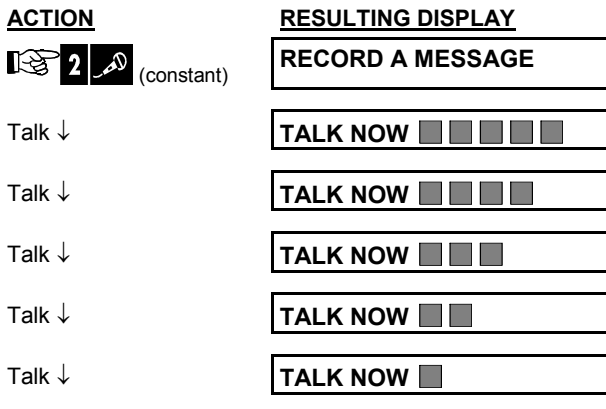 ACTION RESULTING DISPLAY
2 (constant) RECORD A MESSAGE
Talk ↓ TALK NOW ■ ■ ■ ■ ■
Talk ↓ TALK NOW ■ ■ ■ ■
Talk ↓ TALK NOW ■ ■ ■
Talk ↓ TALK NOW ■ ■
Talk ↓ TALK NOW ■